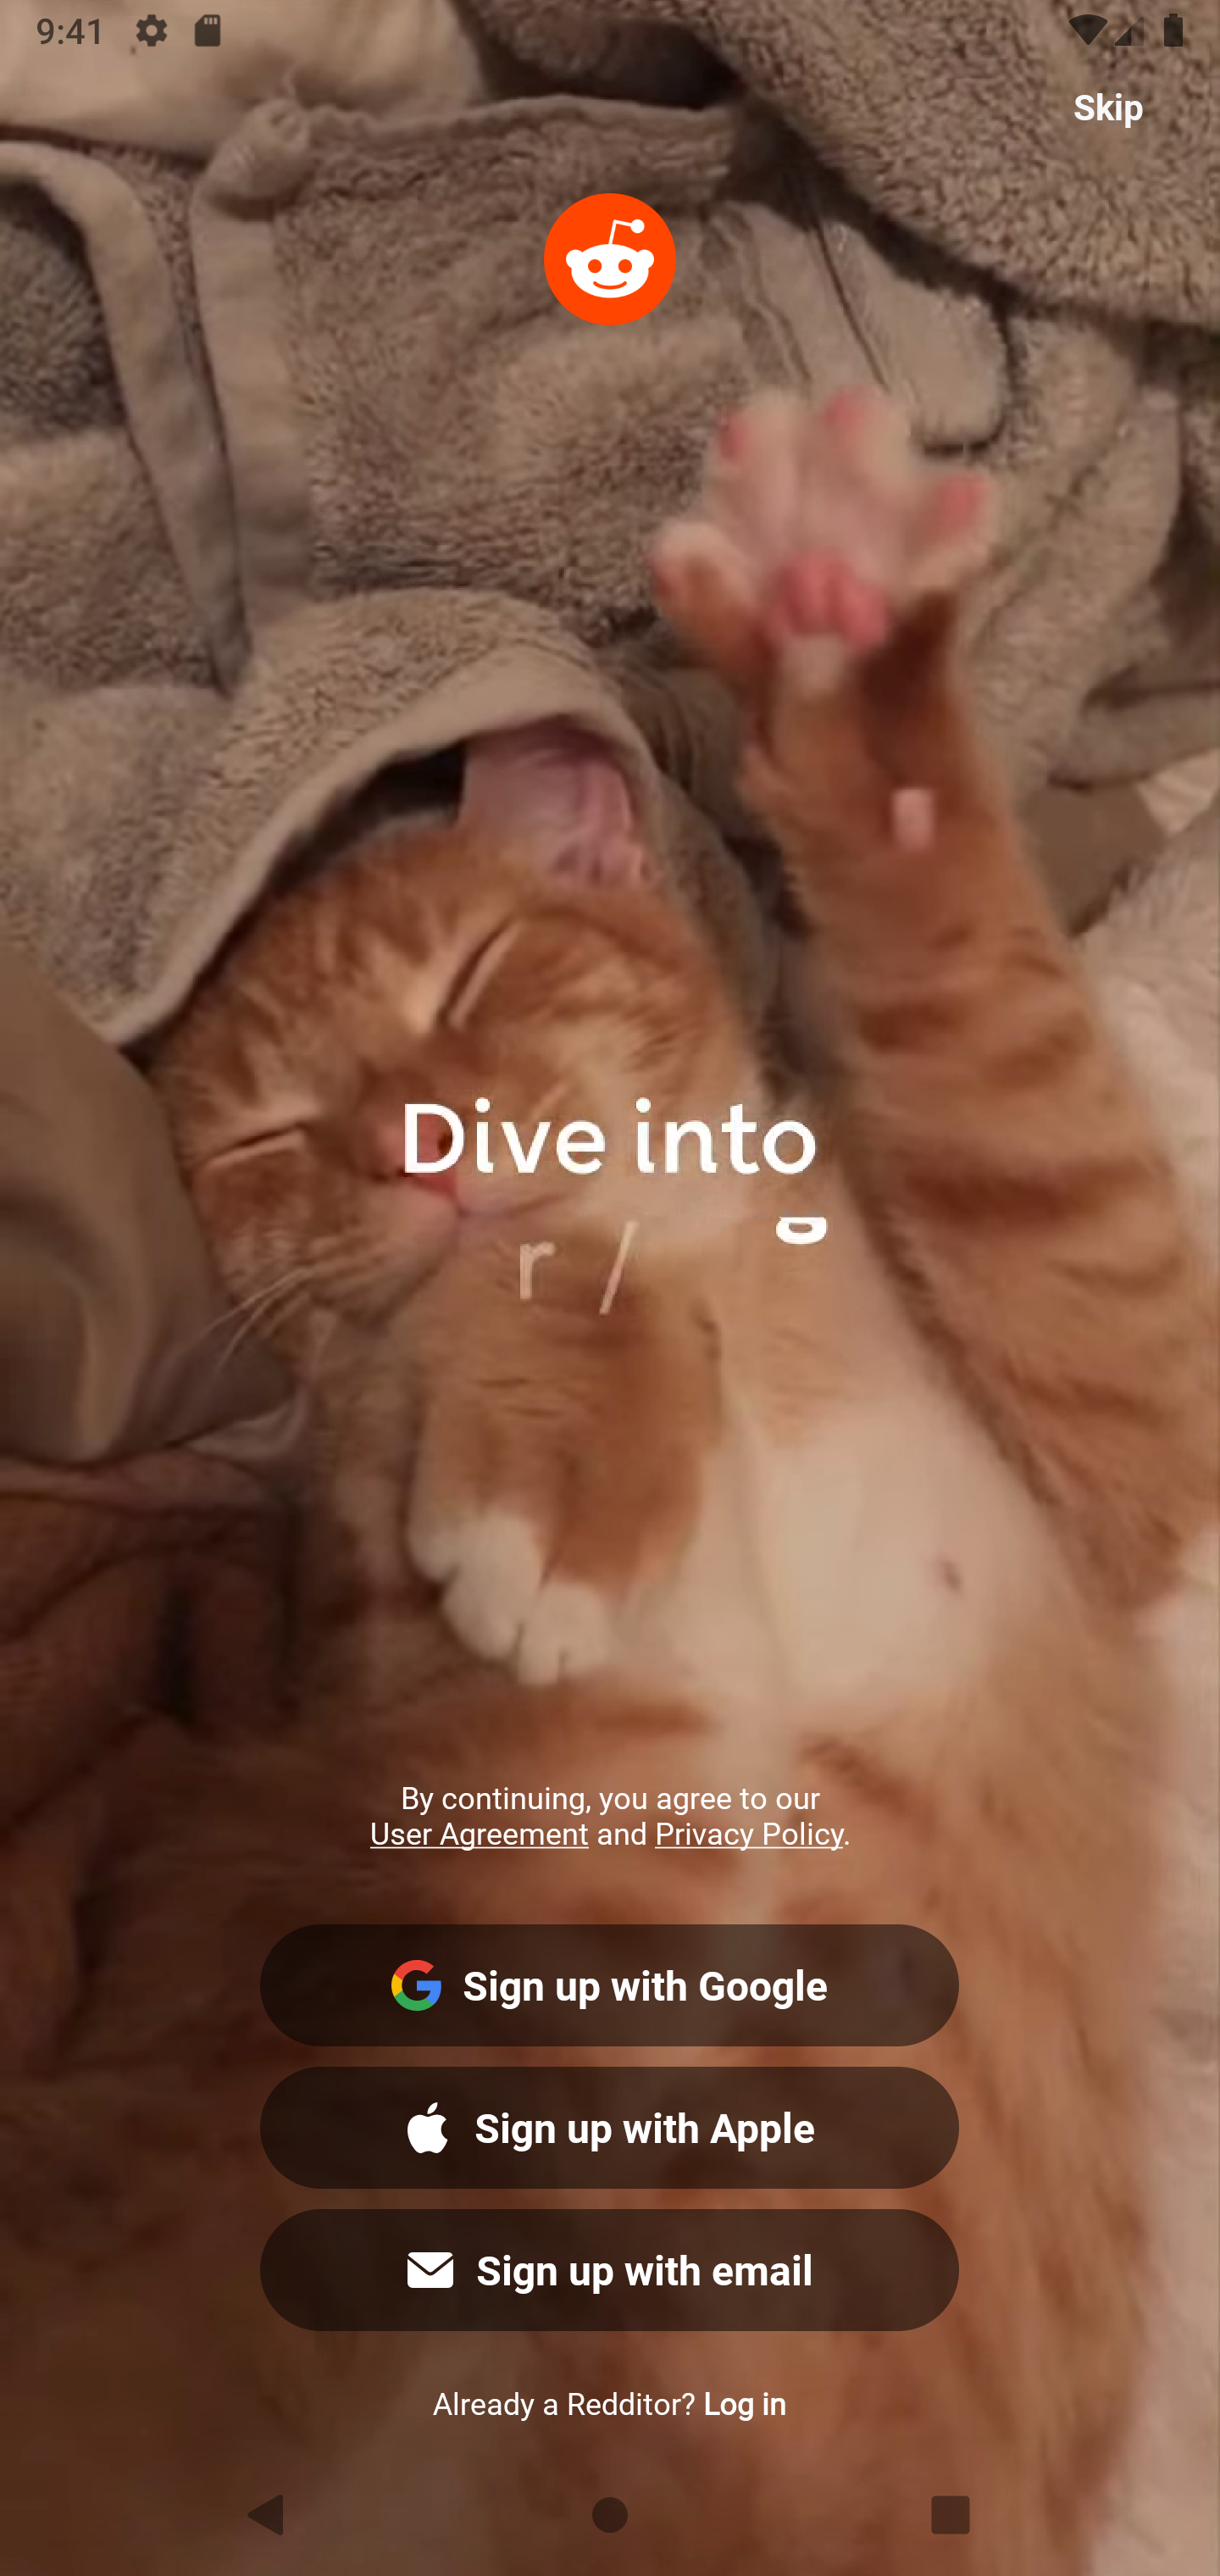 9:41
Skip
Dive into
r /
By continuing, you agree to our
User Agreement and Privacy Policy.
Sign up with Google
Sign up with Apple
Sign up with email
Already a Redditor? Log in